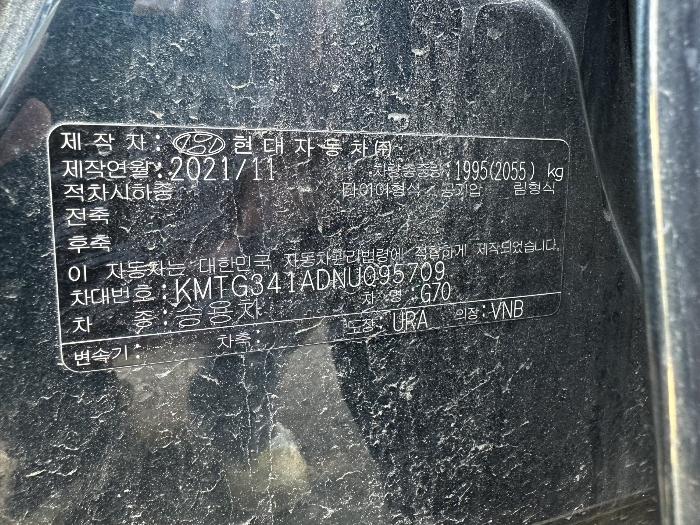 제 작 자: 현대자동차㈜
제작연월:2021/11 차량총중량:1995(2055) kg
적차시하중 타이어형식 / 공기압 림형식
전축
후축
이 자동차는 대한민국 자동차관리법령에 적합하게 제작되었습니다.
차대번호:KMTG341ADNU095709
차 종:승용차 차 명:G70
변속기: 차축: 도장:URA 의장:VNB